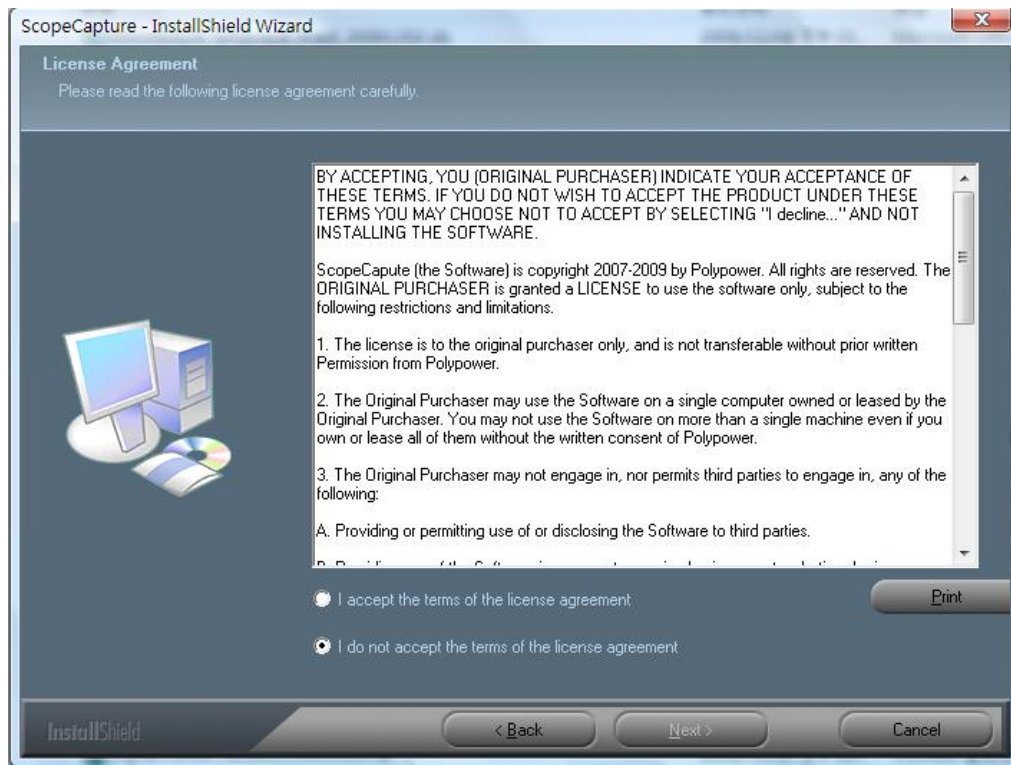 ScopeCapture - InstallShield Wizard
License Agreement
Please read the following license agreement carefully.
BY ACCEPTING, YOU (ORIGINAL PURCHASER) INDICATE YOUR ACCEPTANCE OF
THESE TERMS. IF YOU DO NOT WISH TO ACCEPT THE PRODUCT UNDER THESE
TERMS YOU MAY CHOOSE NOT TO ACCEPT BY SELECTING "I decline..." AND NOT
INSTALLING THE SOFTWARE.
ScopeCapute (the Software) is copyright 2007-2009 by Polypower. All rights are reserved. The
ORIGINAL PURCHASER is granted a LICENSE to use the software only, subject to the
following restrictions and limitations.
1. The license is to the original purchaser only, and is not transferable without prior written
Permission from Polypower.
2. The Original Purchaser may use the Software on a single computer owned or leased by the
Original Purchaser. You may not use the Software on more than a single machine even if you
own or lease all of them without the written consent of Polypower.
3. The Original Purchaser may not engage in, nor permits third parties to engage in, any of the
following:
A. Providing or permitting use of or disclosing the Software to third parties.
I accept the terms of the license agreement
Print
I do not accept the terms of the license agreement
InstallShield
< Back
Next >
Cancel